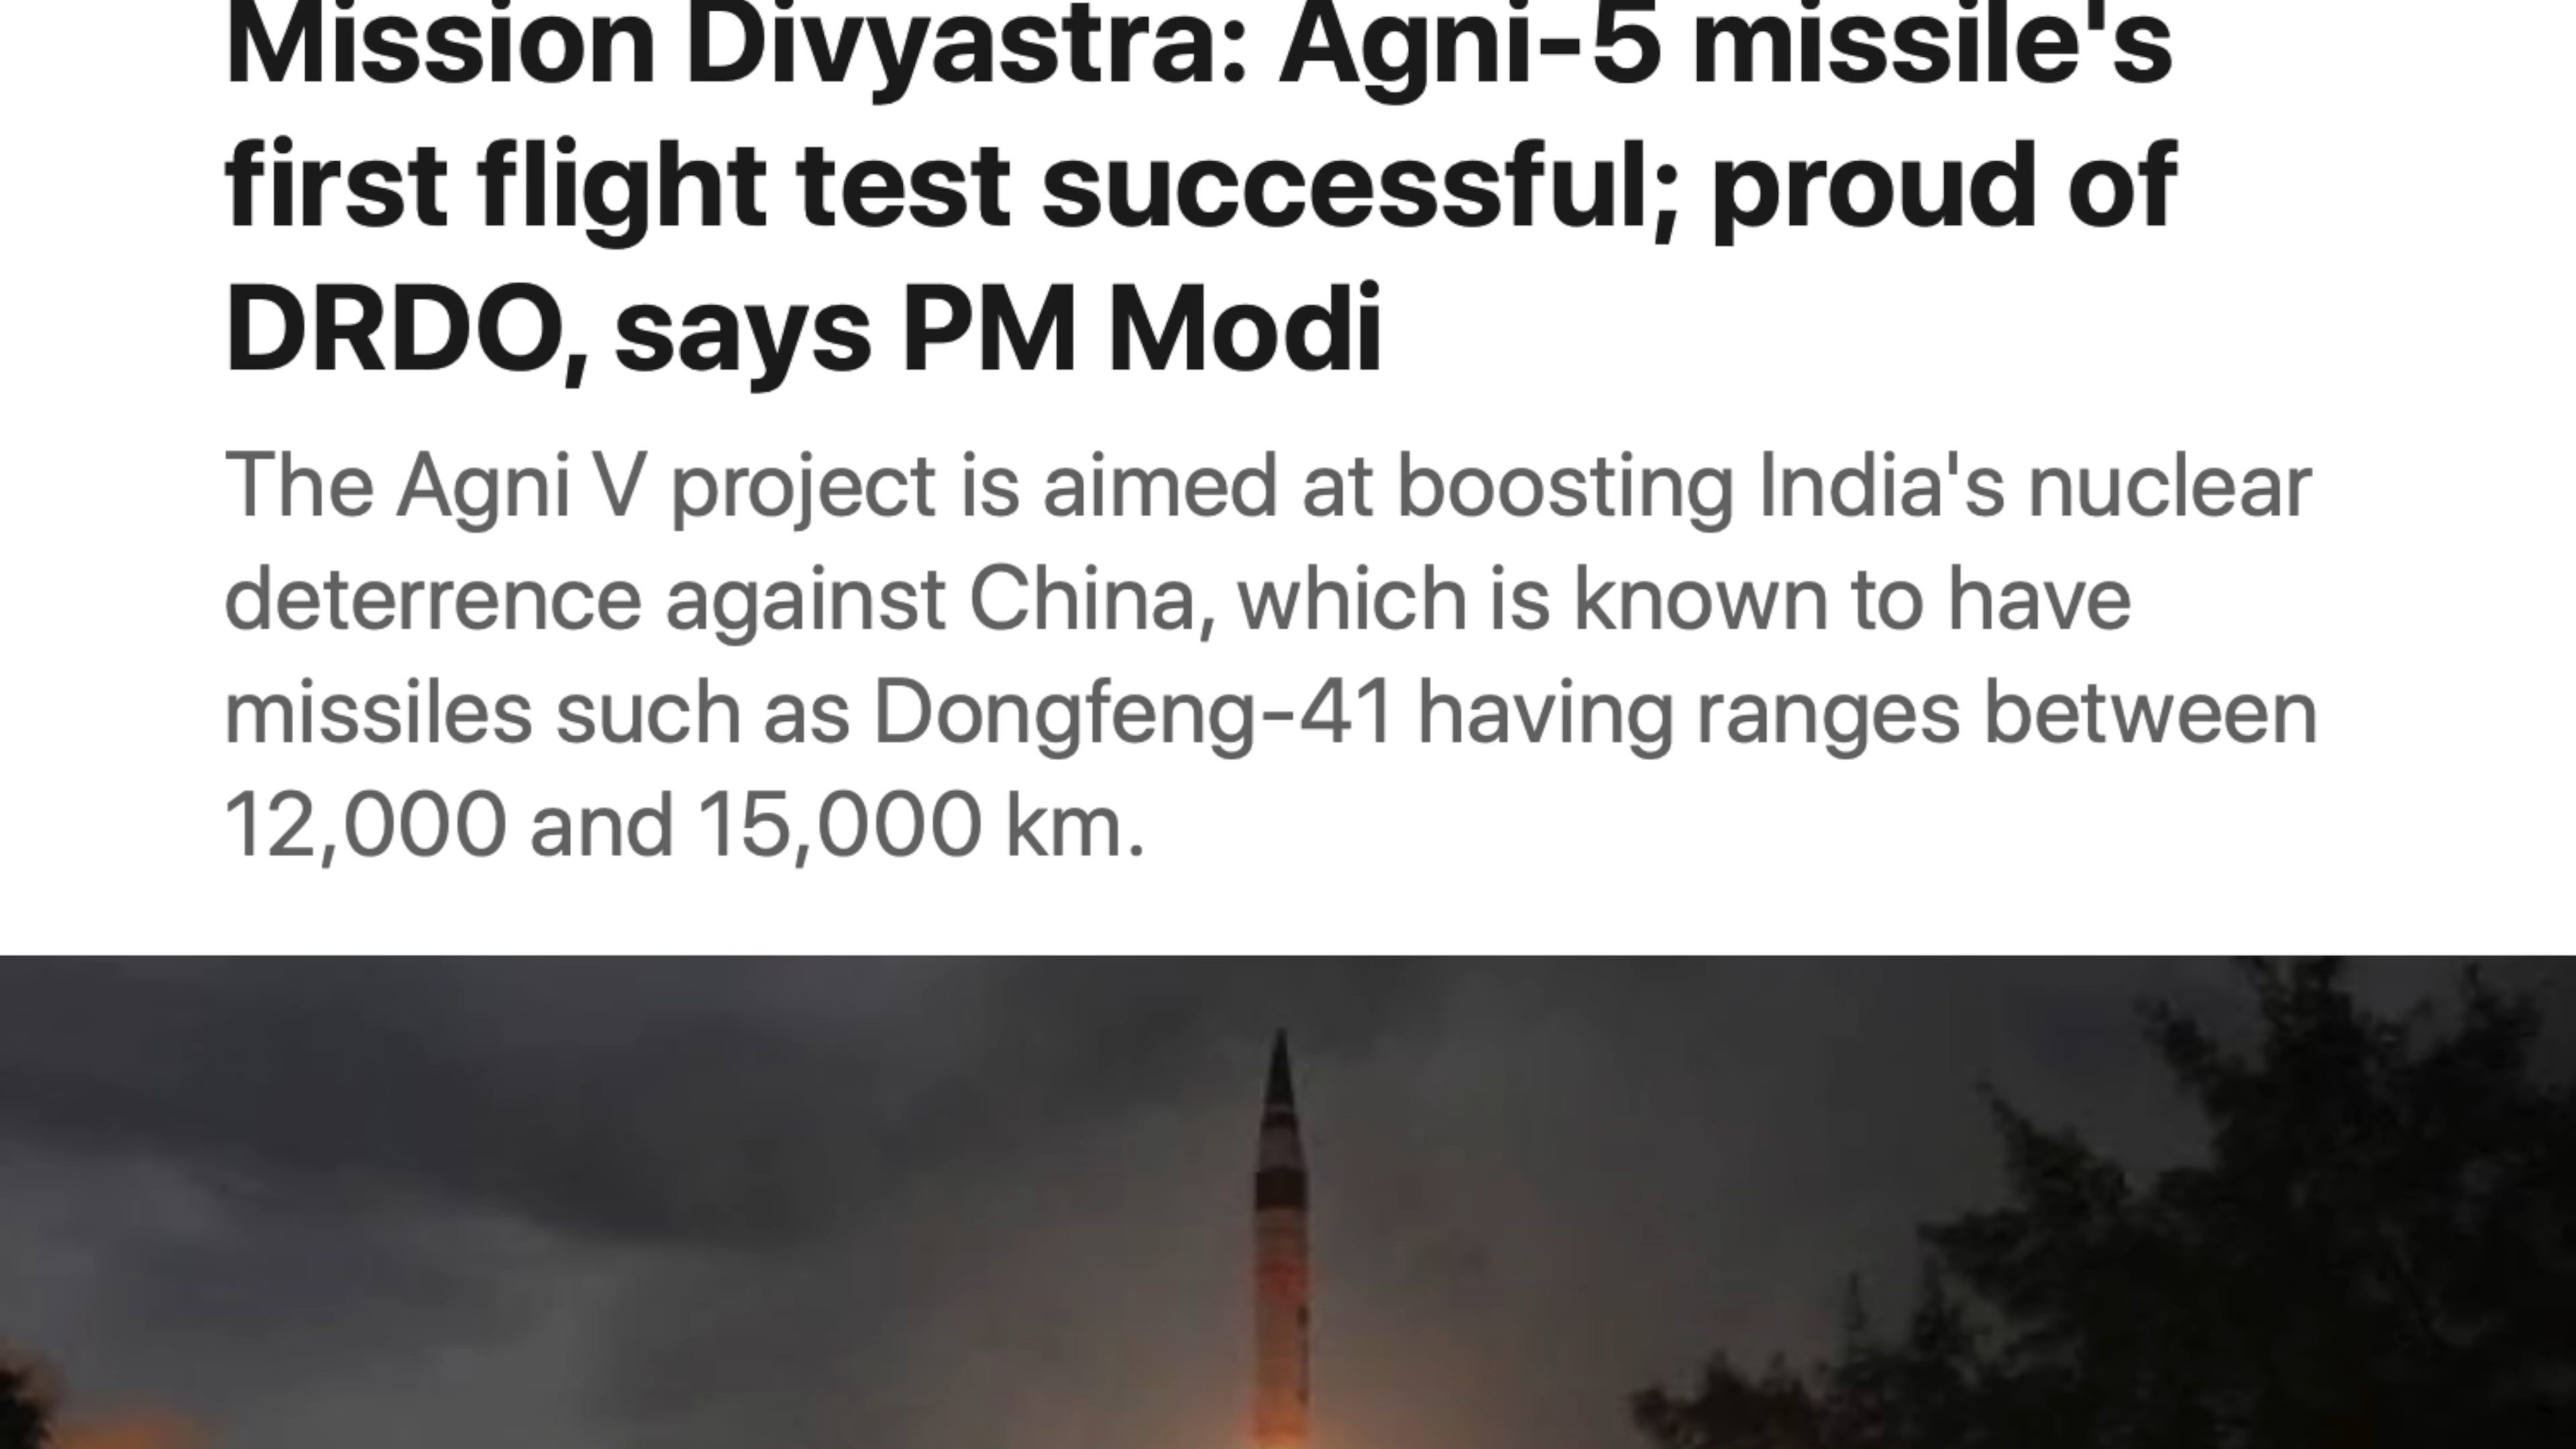 Mission Divyastra: Agni-5 missile's
first flight test successful; proud of
DRDO, says PM Modi
The Agni V project is aimed at boosting India's nuclear
deterrence against China, which is known to have
missiles such as Dongfeng-41 having ranges between
12,000 and 15,000 km.